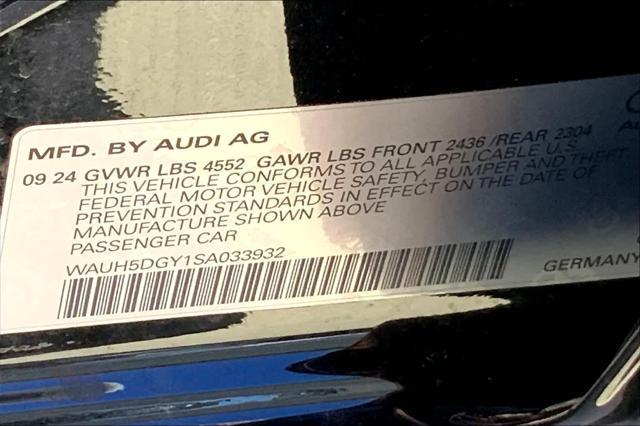 MFD. BY AUDI AG
09 24 GVWR LBS 4552 GAWR LBS FRONT 2436 /REAR 2304
THIS VEHICLE CONFORMS TO ALL APPLICABLE U.S.
FEDERAL MOTOR VEHICLE SAFETY, BUMPER AND THEFT
PREVENTION STANDARDS IN EFFECT ON THE DATE OF
MANUFACTURE SHOWN ABOVE
PASSENGER CAR
WAUH5DGY1SA033932
GERMANY